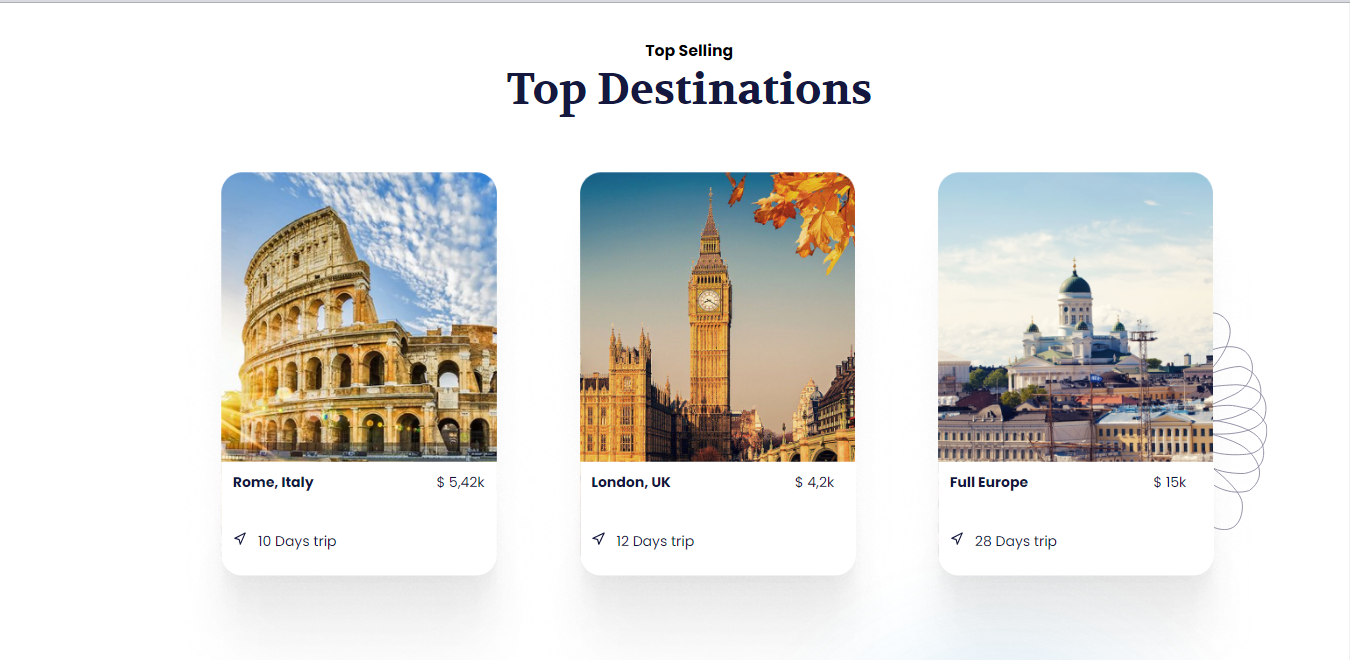 Top Selling
Top Destinations
Rome, Italy $ 5,42k
10 Days trip
London, UK $ 4,2k
12 Days trip
Full Europe $ 15k
28 Days trip